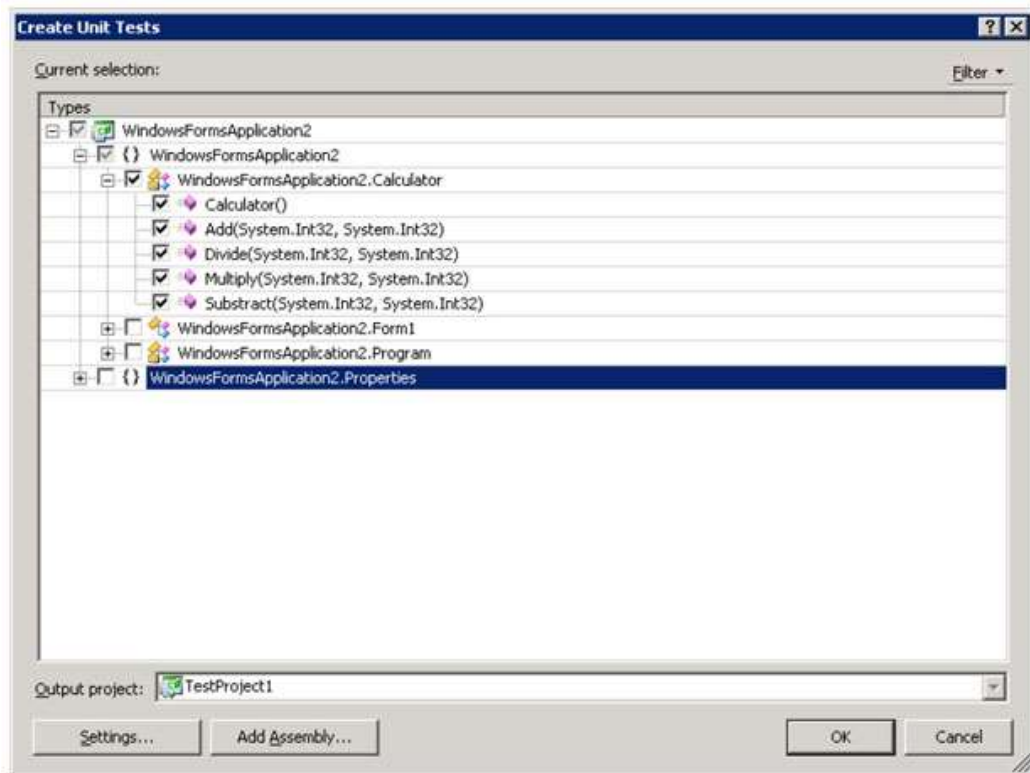 Create Unit Tests
Current selection:
Filter
Types
WindowsFormsApplication2
{} WindowsFormsApplication2
WindowsFormsApplication2.Calculator
Calculator()
Add(System.Int32, System.Int32)
Divide(System.Int32, System.Int32)
Multiply(System.Int32, System.Int32)
Substract(System.Int32, System.Int32)
WindowsFormsApplication2.Form1
WindowsFormsApplication2.Program
{} WindowsFormsApplication2.Properties
Output project: TestProject1
Settings... Add Assembly... OK Cancel